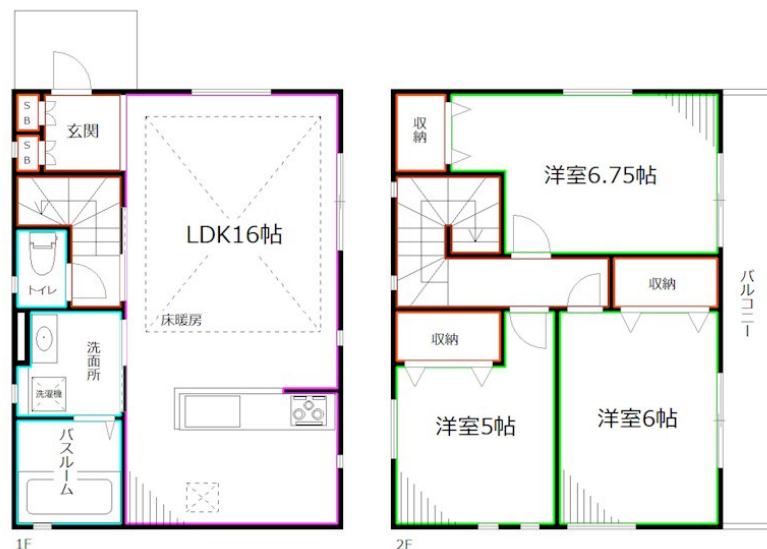 SB
玄関
SB
LDK16帖
トイレ
床暖房
洗面所
洗濯機
バスルーム
1F
収納
洋室6.75帖
収納
バルコニー
収納
洋室5帖
洋室6帖
2F